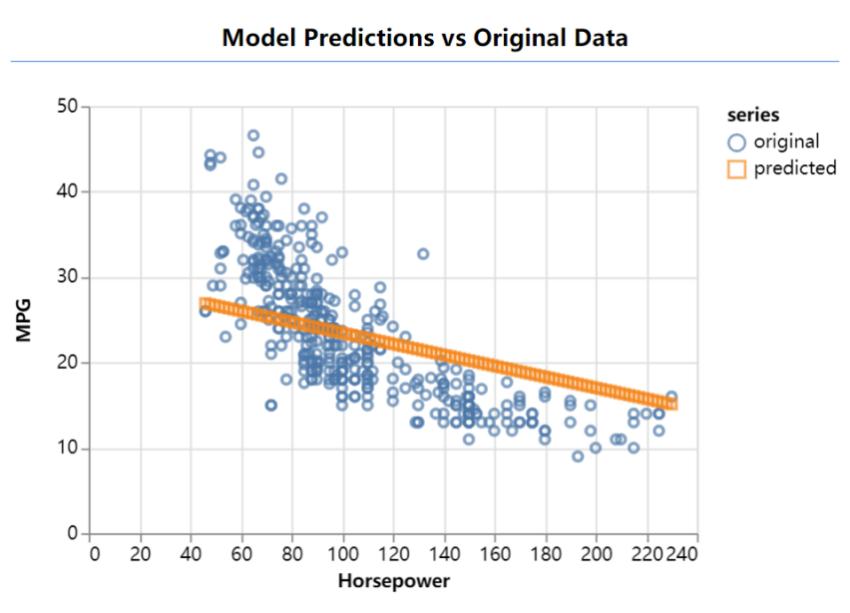 Model Predictions vs Original Data
series
original
predicted
50
40
30
20
10
0
MPG
0 20 40 60 80 100 120 140 160 180 200 220 240
Horsepower